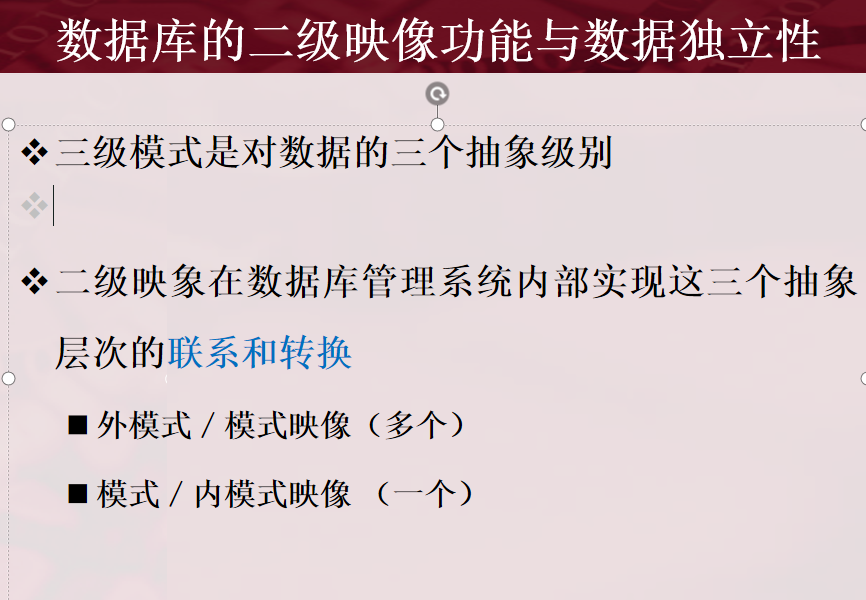 数据库的二级映像功能与数据独立性
三级模式是对数据的三个抽象级别
二级映象在数据库管理系统内部实现这三个抽象
层次的联系和转换
外模式/模式映像（多个）
模式/内模式映像 （一个）